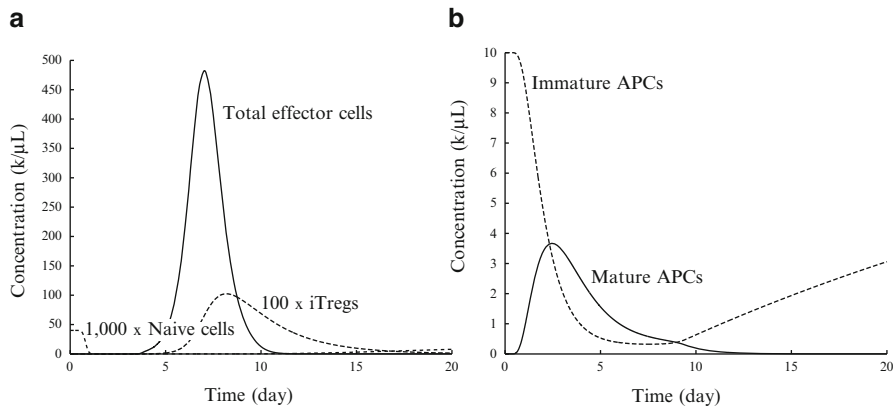 a
500
450
400
350
300
250
200
150
100
50
0
Concentration (k/μL)
Total effector cells
100 x iTregs
1,000 x Naive cells
0 5 10 15 20
Time (day)
b
10
9
8
7
6
5
4
3
2
1
0
Concentration (k/μL)
Immature APCs
Mature APCs
0 5 10 15 20
Time (day)